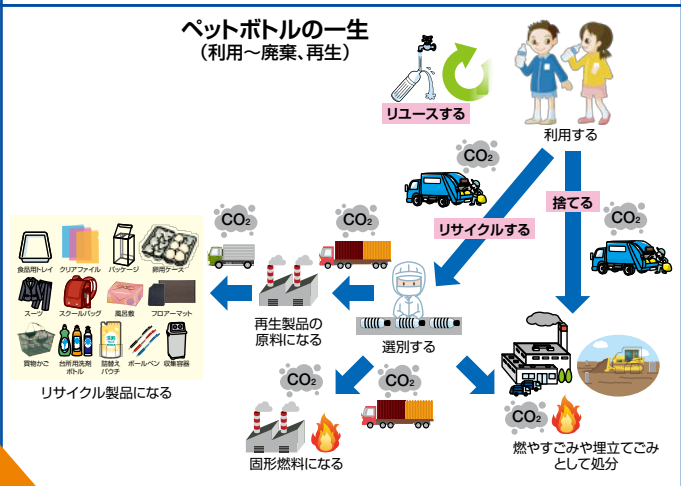 ペットボトルの一生
(利用～廃棄、再生)
リユースする
利用する
CO₂
捨てる
CO₂
リサイクルする
CO₂
CO₂
食品用トレイ
クリアファイル
パッケージ
卵用ケース
スーツ
スクールバッグ
風呂敷
フロアーマット
買物かご
台所用洗剤
ボトル
詰替え
パウチ
ボールペン
収集容器
リサイクル製品になる
再生製品の
原料になる
選別する
CO₂
CO₂
固形燃料になる
CO₂
燃やすごみや埋立てごみ
として処分